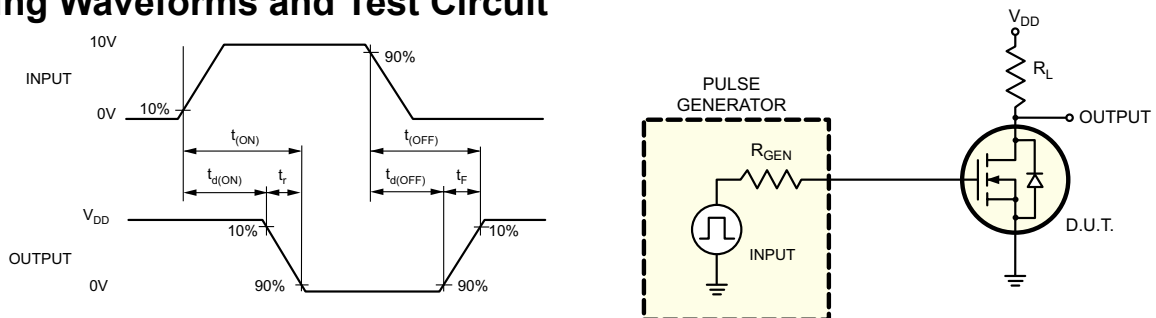 ing Waveforms and Test Circuit
10V
INPUT
0V
10%
90%
t(ON)
t(OFF)
td(ON)
tr
td(OFF)
tF
VDD
OUTPUT
0V
10%
90%
10%
90%
PULSE
GENERATOR
RGEN
INPUT
VDD
RL
OUTPUT
D.U.T.